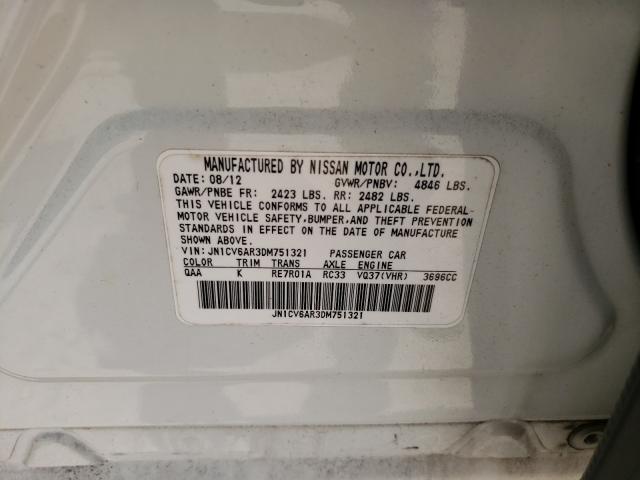 MANUFACTURED BY NISSAN MOTOR CO.,LTD.
DATE: 08/12 GVWR/PNBV: 4846 LBS.
GAWR/PNBE FR: 2423 LBS. RR: 2482 LBS.
THIS VEHICLE CONFORMS TO ALL APPLICABLE FEDERAL-
MOTOR VEHICLE SAFETY,BUMPER,AND THEFT PREVENTION
STANDARDS IN EFFECT ON THE DATE OF MANUFACTURE
SHOWN ABOVE.
VIN: JN1CV6AR3DM751321 PASSENGER CAR
COLOR TRIM TRANS AXLE ENGINE
QAA K RE7R01A RC33 VQ37(VHR) 3696CC
JN1CV6AR3DM751321